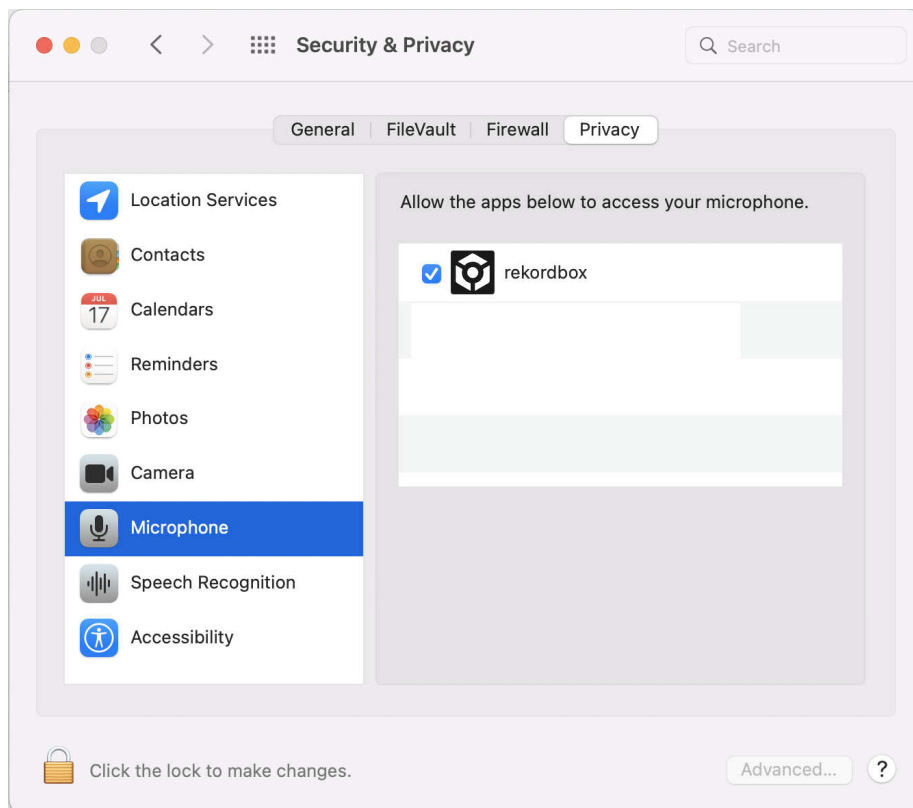 Security & Privacy
Search
General FileVault Firewall Privacy
Location Services
Contacts
JUL
17
Calendars
Reminders
Photos
Camera
Microphone
Speech Recognition
Accessibility
Allow the apps below to access your microphone.
rekordbox
Click the lock to make changes.
Advanced...
?